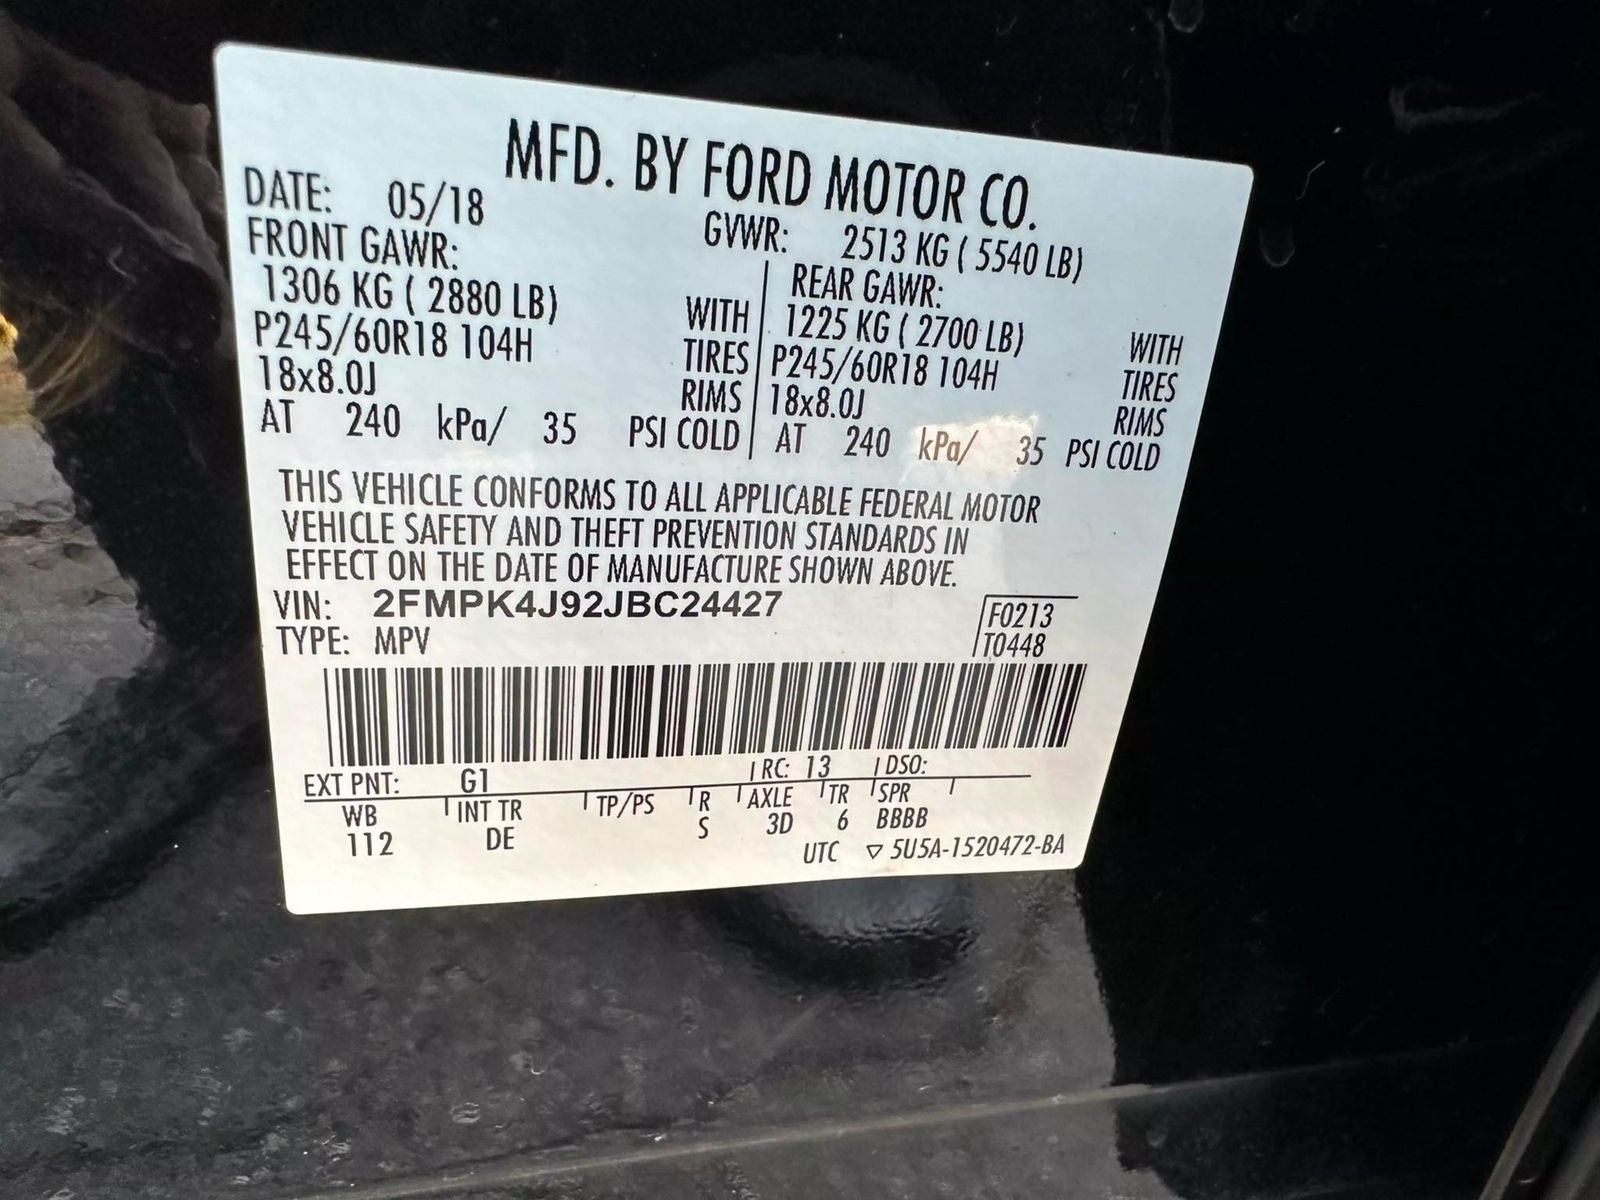 MFD. BY FORD MOTOR CO.
DATE: 05/18 GVWR: 2513 KG ( 5540 LB)
FRONT GAWR: REAR GAWR:
1306 KG ( 2880 LB) WITH 1225 KG ( 2700 LB) WITH
P245/60R18 104H TIRES P245/60R18 104H TIRES
18x8.0J RIMS 18x8.0J RIMS
AT 240 kPa/ 35 PSI COLD AT 240 kPa/ 35 PSI COLD
THIS VEHICLE CONFORMS TO ALL APPLICABLE FEDERAL MOTOR
VEHICLE SAFETY AND THEFT PREVENTION STANDARDS IN
EFFECT ON THE DATE OF MANUFACTURE SHOWN ABOVE.
VIN: 2FMPK4J92JBC24427 F0213
TYPE: MPV T0448
EXT PNT: G1 RC: 13 DSO:
WB INT TR TP/PS R AXLE TR SPR
112 DE S 3D 6 BBBB
UTC ▽ 5U5A-1520472-BA